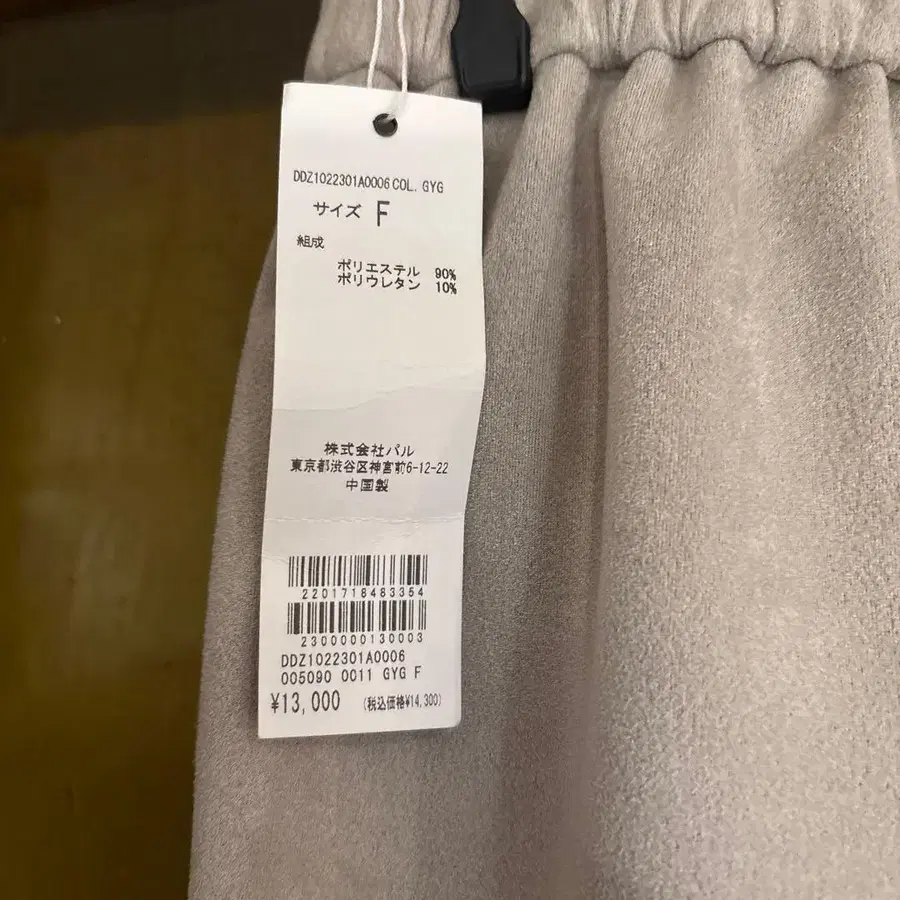 DDZ1022301A0006 COL. GYG
サイズ F
組成
ポリエステル 90%
ポリウレタン 10%
株式会社パル
東京都渋谷区神宮前6-12-22
中国製
2201718483354
2300000130003
DDZ1022301A0006
005090 0011 GYG F
¥13,000 (税込価格¥14,300)